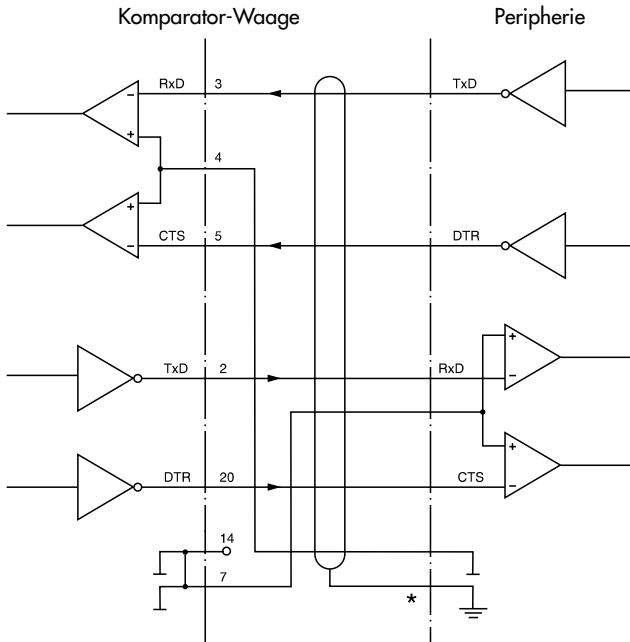 Komparator-Waage Peripherie
RxD 3 TxD
− +
4
+ −
CTS 5 DTR
+
TxD 2 RxD −
+
DTR 20 CTS −
14
7
*